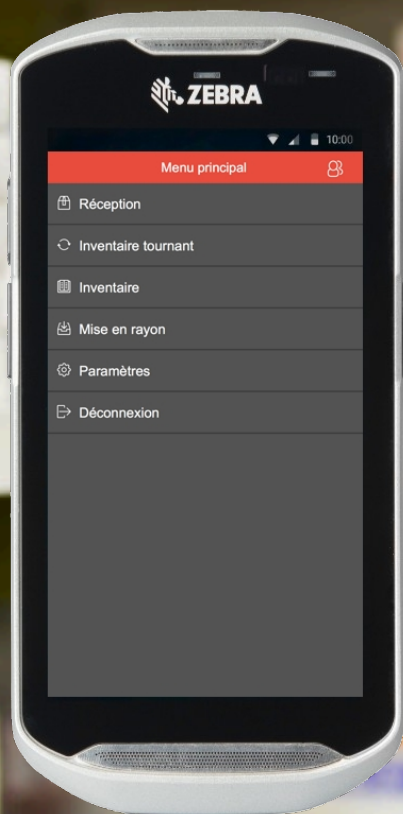 ZEBRA
10:00
Menu principal
Réception
Inventaire tournant
Inventaire
Mise en rayon
Paramètres
Déconnexion